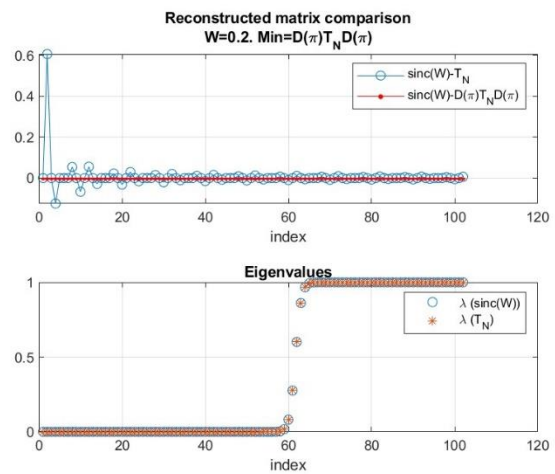 Reconstructed matrix comparison
W=0.2. Min=D(π)T_N D(π)
sinc(W)-T_N
sinc(W)-D(π)T_N D(π)
0.6
0.4
0.2
0
0 20 40 60 80 100 120
index
Eigenvalues
λ (sinc(W))
λ (T_N)
1
0.5
0
0 20 40 60 80 100 120
index